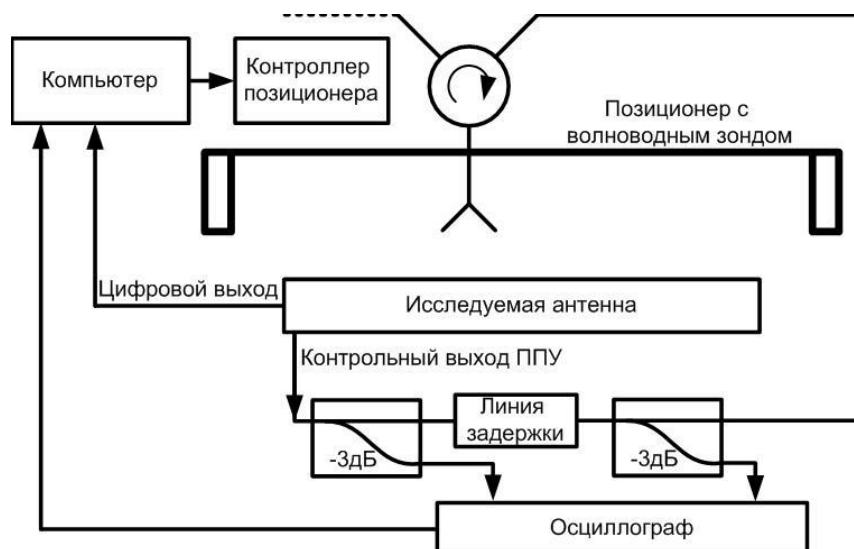 Компьютер
Контроллер
позиционера
Позиционер с
волноводным зондом
Цифровой выход
Исследуемая антенна
Контрольный выход ППУ
Линия
задержки
-3дБ
-3дБ
Осциллограф